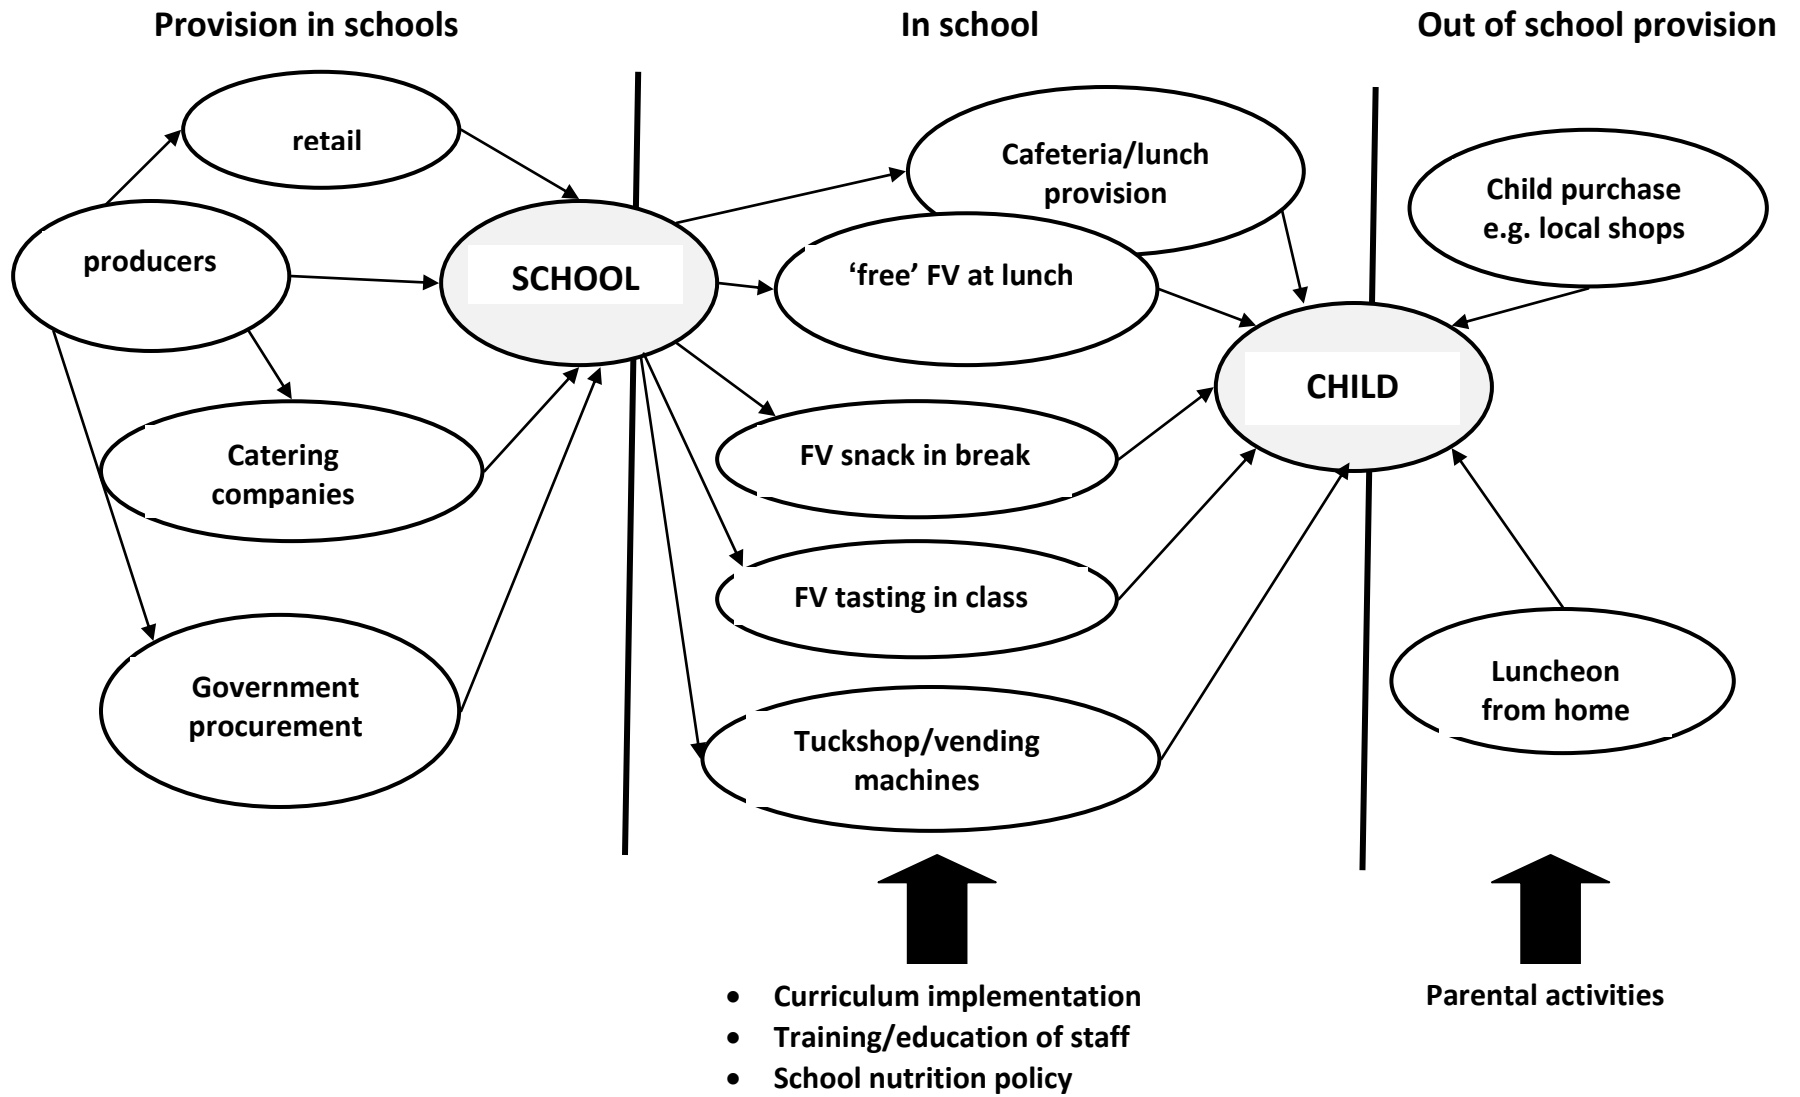 Provision in schools
In school
Out of school provision
retail
producers
SCHOOL
Catering
companies
Government
procurement
Cafeteria/lunch
provision
‘free’ FV at lunch
FV snack in break
FV tasting in class
Tuckshop/vending
machines
Child purchase
e.g. local shops
CHILD
Luncheon
from home
• Curriculum implementation
• Training/education of staff
• School nutrition policy
Parental activities